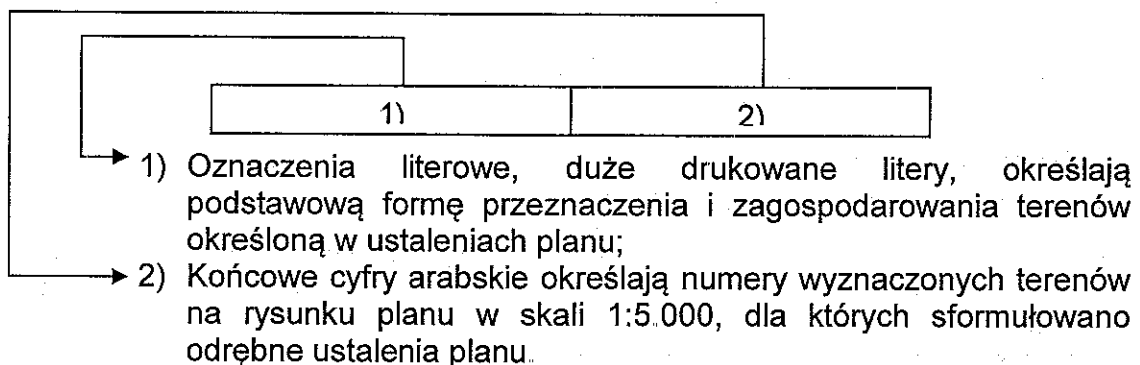 1) 2)
1) Oznaczenia literowe, duże drukowane litery, określają
podstawową formę przeznaczenia i zagospodarowania terenów
określoną w ustaleniach planu;
2) Końcowe cyfry arabskie określają numery wyznaczonych terenów
na rysunku planu w skali 1:5.000, dla których sformułowano
odrębne ustalenia planu.